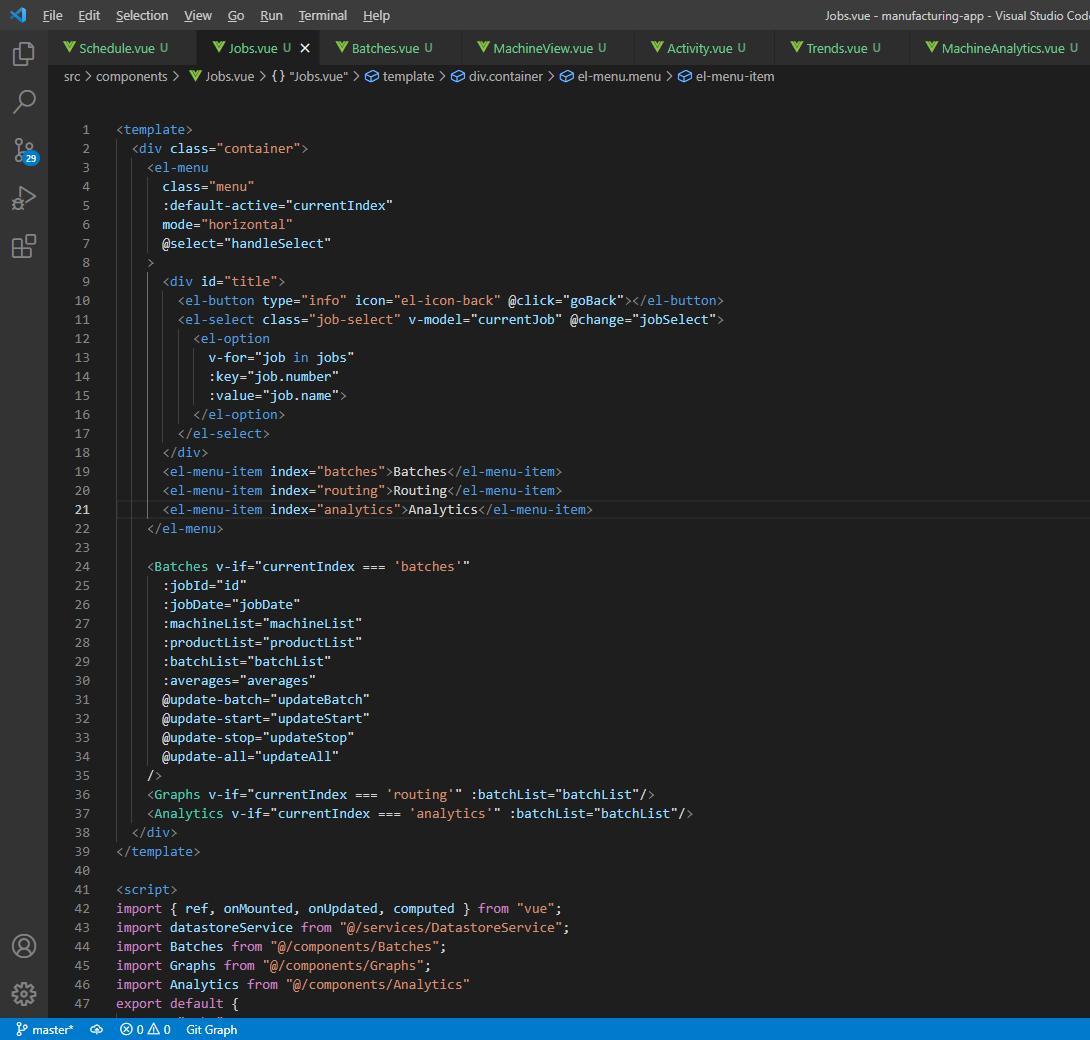 File Edit Selection View Go Run Terminal Help Jobs.vue - manufacturing-app - Visual Studio
Schedule.vue U Jobs.vue U Batches.vue U MachineView.vue U Activity.vue U Trends.vue U MachineAnalytics.vue U
src > components > Jobs.vue > {} "Jobs.vue" > template > div.container > el-menu.menu > el-menu-item
29
1 <template>
2 <div class="container">
3 <el-menu
4 class="menu"
5 :default-active="currentIndex"
6 mode="horizontal"
7 @select="handleSelect"
8 >
9 <div id="title">
10 <el-button type="info" icon="el-icon-back" @click="goBack"></el-button>
11 <el-select class="job-select" v-model="currentJob" @change="jobSelect">
12 <el-option
13 v-for="job in jobs"
14 :key="job.number"
15 :value="job.name">
16 </el-option>
17 </el-select>
18 </div>
19 <el-menu-item index="batches">Batches</el-menu-item>
20 <el-menu-item index="routing">Routing</el-menu-item>
21 <el-menu-item index="analytics">Analytics</el-menu-item>
22 </el-menu>
23
24 <Batches v-if="currentIndex === 'batches'"
25 :jobId="id"
26 :jobDate="jobDate"
27 :machineList="machineList"
28 :productList="productList"
29 :batchList="batchList"
30 :averages="averages"
31 @update-batch="updateBatch"
32 @update-start="updateStart"
33 @update-stop="updateStop"
34 @update-all="updateAll"
35 />
36 <Graphs v-if="currentIndex === 'routing'" :batchList="batchList"/>
37 <Analytics v-if="currentIndex === 'analytics'" :batchList="batchList"/>
38 </div>
39 </template>
40
41 <script>
42 import { ref, onMounted, onUpdated, computed } from "vue";
43 import datastoreService from "@/services/DatastoreService";
44 import Batches from "@/components/Batches";
45 import Graphs from "@/components/Graphs";
46 import Analytics from "@/components/Analytics"
47 export default {
master* 0 0 Git Graph